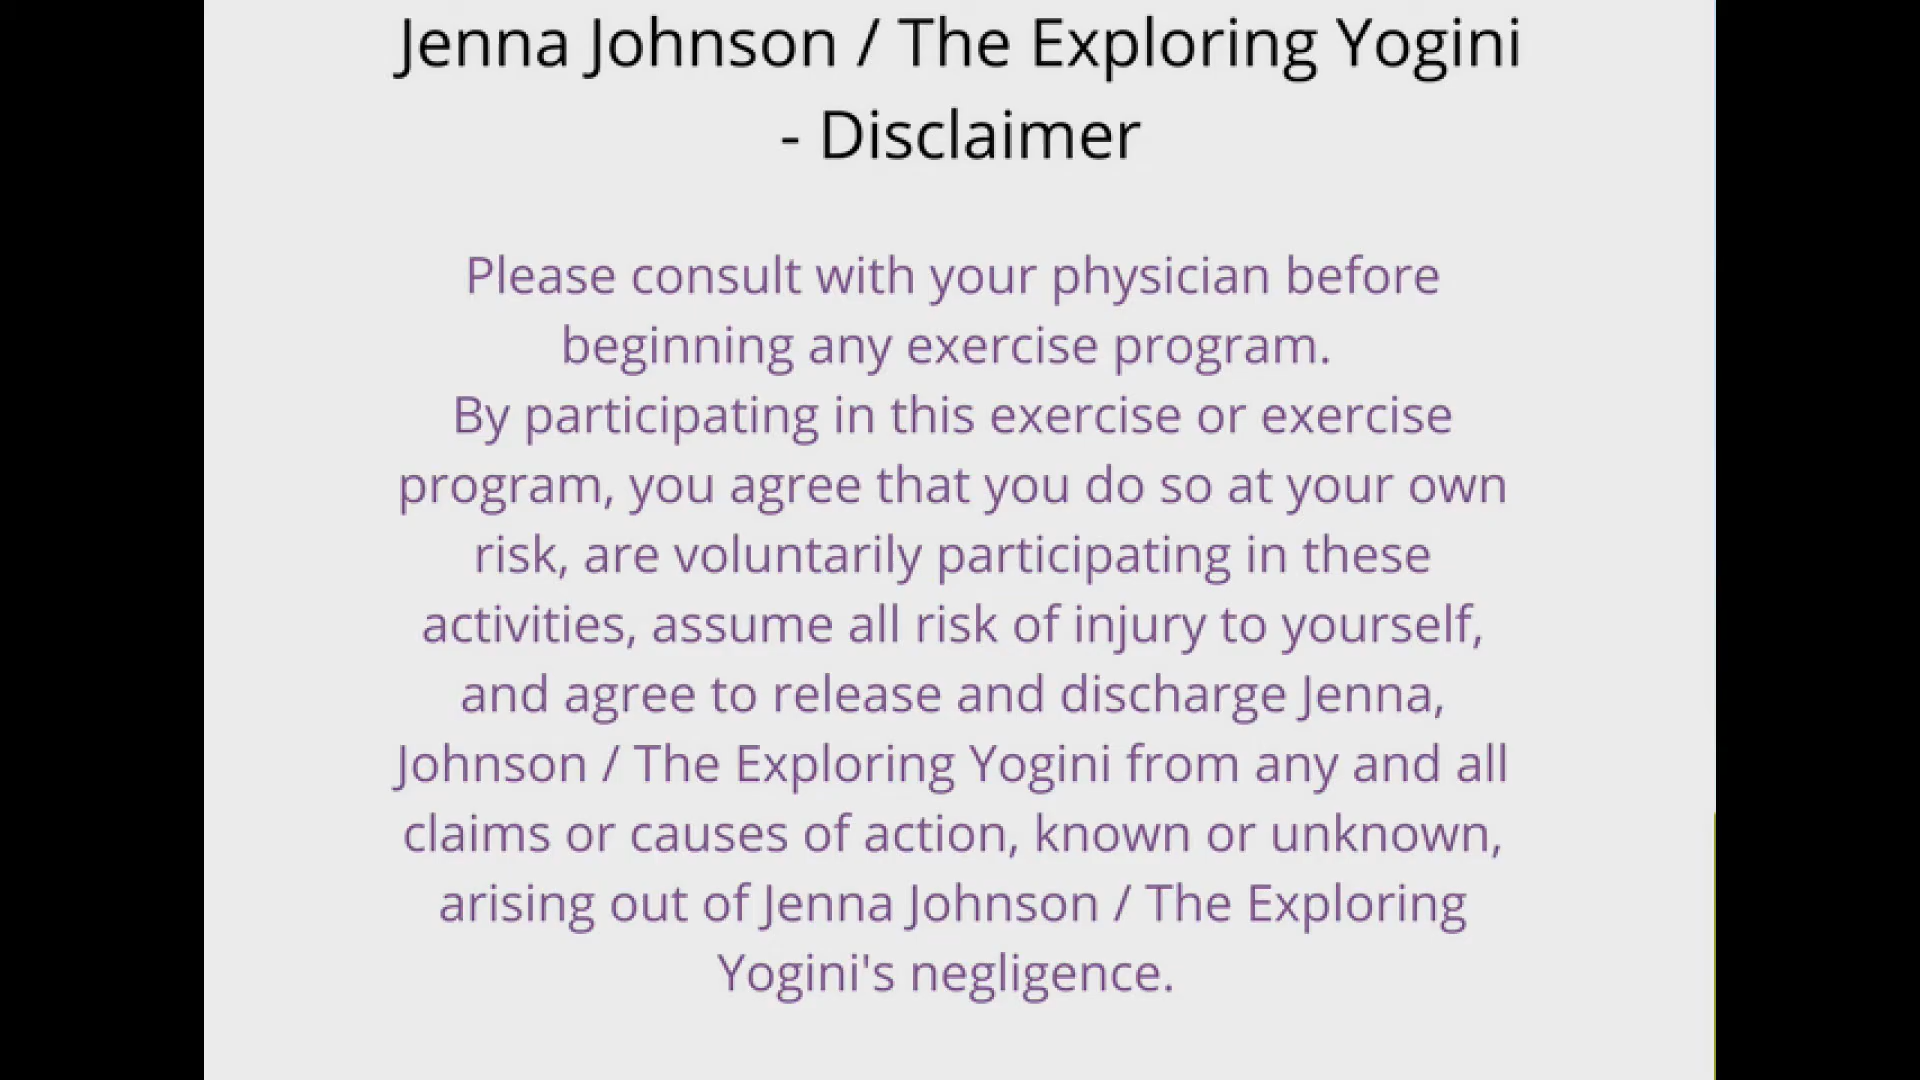 Jenna Johnson / The Exploring Yogini
- Disclaimer
Please consult with your physician before
beginning any exercise program.
By participating in this exercise or exercise
program, you agree that you do so at your own
risk, are voluntarily participating in these
activities, assume all risk of injury to yourself,
and agree to release and discharge Jenna,
Johnson / The Exploring Yogini from any and all
claims or causes of action, known or unknown,
arising out of Jenna Johnson / The Exploring
Yogini's negligence.